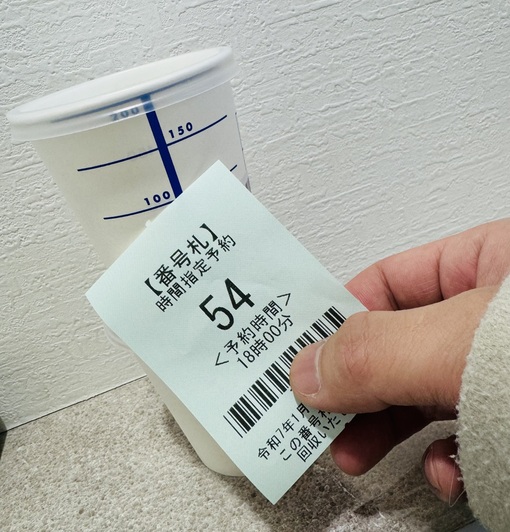 200
150
100
【番号札】
時間指定予約
54
<予約時間>
18時00分
令和7年1月
この番号札
回収いた